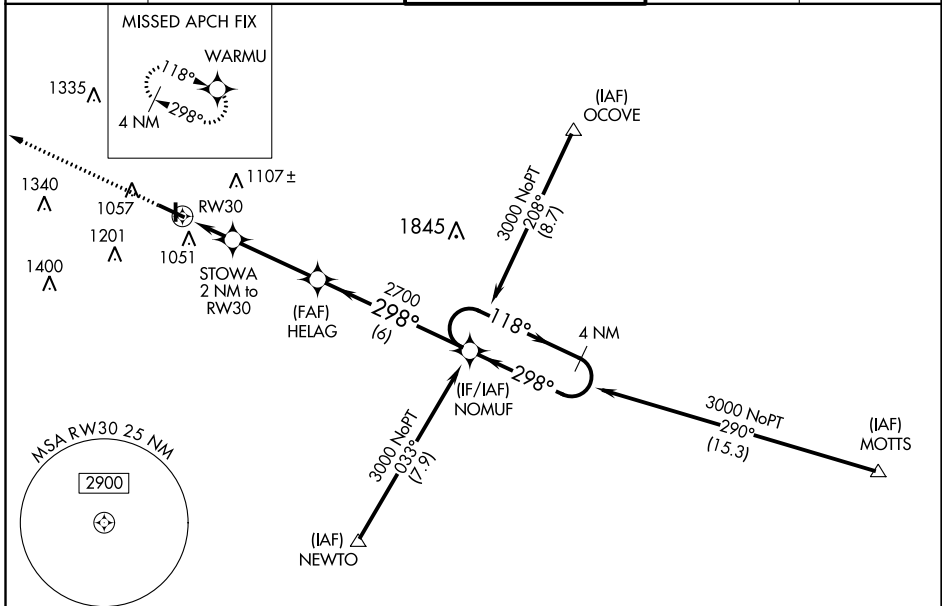 MISSED APCH FIX
WARMU
118°
298°
4 NM
1335
(IAF)
OCOVE
3000 NoPT
208°
(8.7)
1340
1057
1107±
RW30
1845
1201
1051
1400
STOWA
2 NM to
RW30
(FAF)
HELAG
2700
298°
(6)
118°
4 NM
298°
(IF/IAF)
NOMUF
3000 NoPT
290°
(15.3)
(IAF)
MOTTS
3000 NoPT
033°
(7.9)
(IAF)
NEWTO
MSA RW30 25 NM
2900